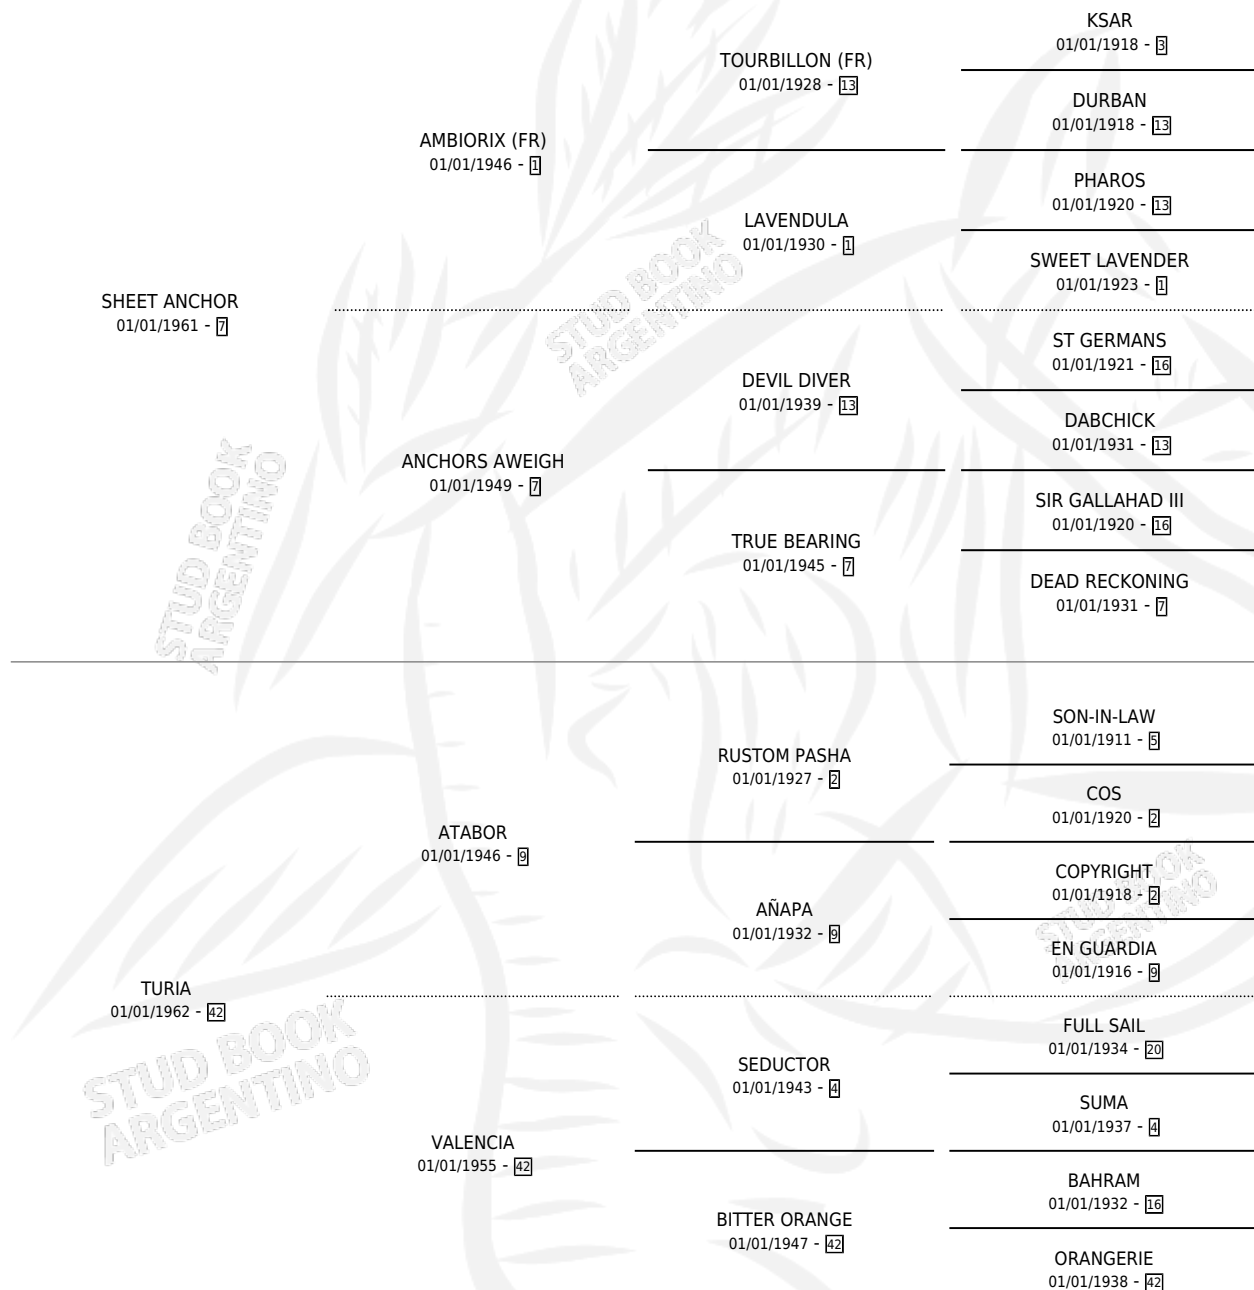 KSAR
01/01/1918 - 3
TOURBILLON (FR)
01/01/1928 - 13
DURBAN
01/01/1918 - 13
AMBIORIX (FR)
01/01/1946 - 1
PHAROS
01/01/1920 - 13
LAVENDULA
01/01/1930 - 1
SWEET LAVENDER
01/01/1923 - 1
SHEET ANCHOR
01/01/1961 - 7
ST GERMANS
01/01/1921 - 16
DEVIL DIVER
01/01/1939 - 13
DABCHICK
01/01/1931 - 13
ANCHORS AWEIGH
01/01/1949 - 7
SIR GALLAHAD III
01/01/1920 - 16
TRUE BEARING
01/01/1945 - 7
DEAD RECKONING
01/01/1931 - 7
SON-IN-LAW
01/01/1911 - 5
RUSTOM PASHA
01/01/1927 - 2
COS
01/01/1920 - 2
ATABOR
01/01/1946 - 9
COPYRIGHT
01/01/1918 - 2
AÑAPA
01/01/1932 - 9
EN GUARDIA
01/01/1916 - 9
TURIA
01/01/1962 - 42
FULL SAIL
01/01/1934 - 20
SEDUCTOR
01/01/1943 - 4
SUMA
01/01/1937 - 4
VALENCIA
01/01/1955 - 42
BAHRAM
01/01/1932 - 16
BITTER ORANGE
01/01/1947 - 42
ORANGERIE
01/01/1938 - 42
STUD BOOK
ARGENTINO
STUD BOOK
ARGENTINO
STUD BOOK
ARGENTINO
STUD BOOK
ARGENTINO